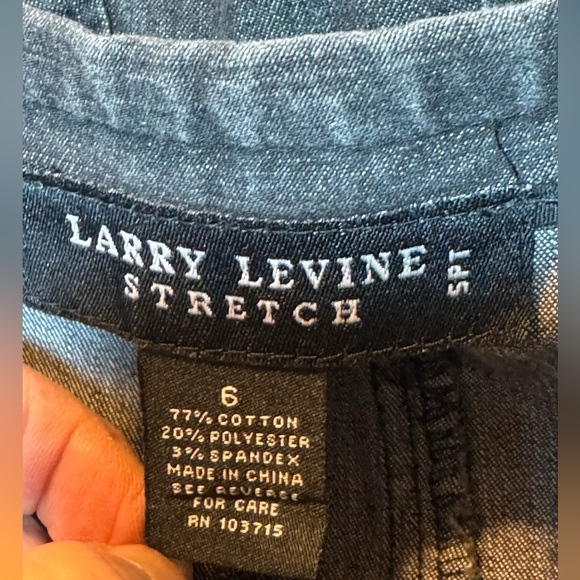 LARRY LEVINE SPT
STRETCH
6
77% COTTON
20% POLYESTER
3% SPANDEX
MADE IN CHINA
SEE REVERSE
FOR CARE
RN 103715